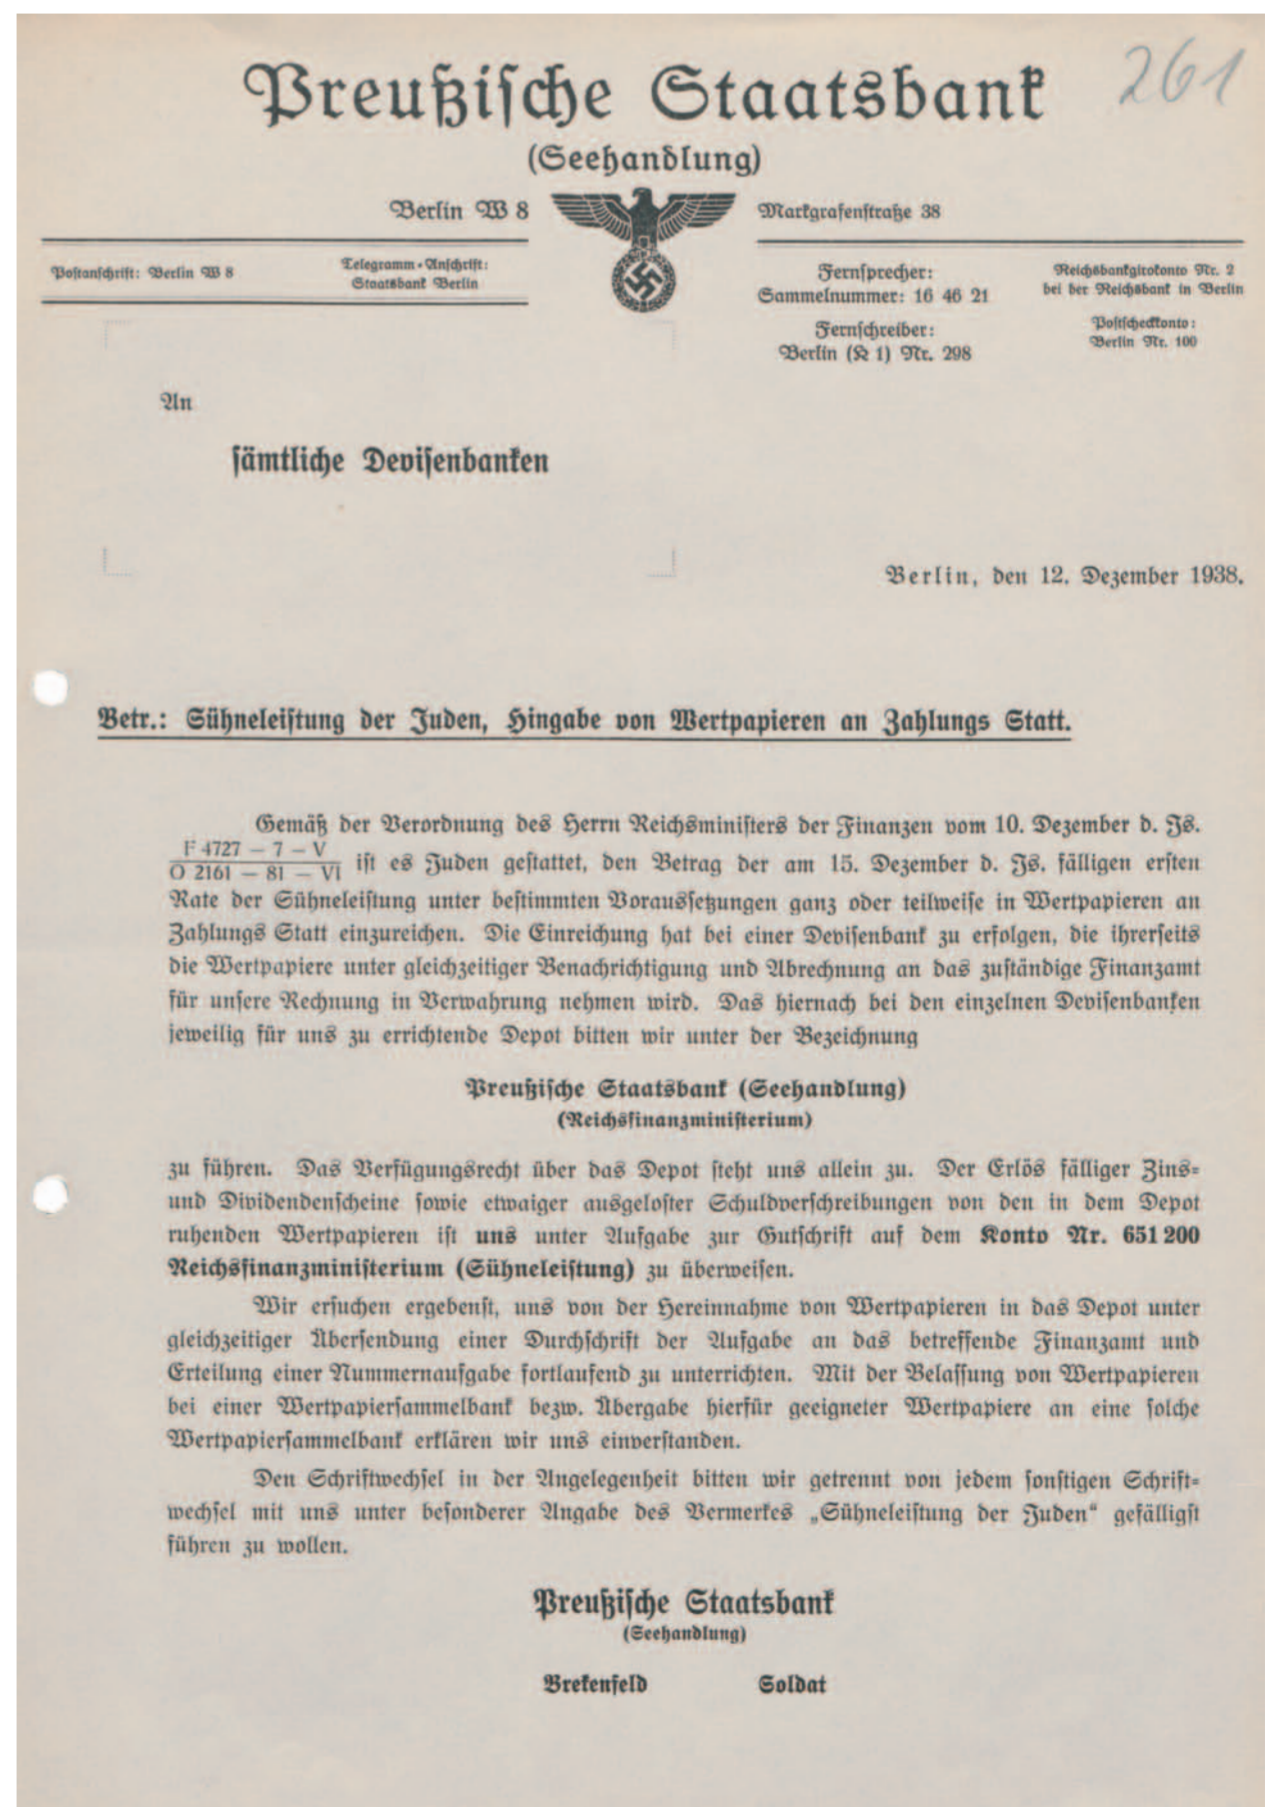 261
Preußische Staatsbank
(Seehandlung)
Berlin W 8
Markgrafenstraße 38
Postanschrift: Berlin W 8
Telegramm-Anschrift:
Staatsbank Berlin
Fernsprecher:
Sammelnummer: 16 46 21
Fernschreiber:
Berlin (K 1) Nr. 298
Reichsbankgirokonto Nr. 2
bei der Reichsbank in Berlin
Postscheckkonto:
Berlin Nr. 100
An
sämtliche Devisenbanken
Berlin, den 12. Dezember 1938.
Betr.: Sühneleistung der Juden, Hingabe von Wertpapieren an Zahlungs Statt.
Gemäß der Verordnung des Herrn Reichsministers der Finanzen vom 10. Dezember d. Js.
F 4727 – 7 – V
O 2161 – 81 – VI ist es Juden gestattet, den Betrag der am 15. Dezember d. Js. fälligen ersten
Rate der Sühneleistung unter bestimmten Voraussetzungen ganz oder teilweise in Wertpapieren an
Zahlungs Statt einzureichen. Die Einreichung hat bei einer Devisenbank zu erfolgen, die ihrerseits
die Wertpapiere unter gleichzeitiger Benachrichtigung und Abrechnung an das zuständige Finanzamt
für unsere Rechnung in Verwahrung nehmen wird. Das hiernach bei den einzelnen Devisenbanken
jeweilig für uns zu errichtende Depot bitten wir unter der Bezeichnung
Preußische Staatsbank (Seehandlung)
(Reichsfinanzministerium)
zu führen. Das Verfügungsrecht über das Depot steht uns allein zu. Der Erlös fälliger Zins-
und Dividendenscheine sowie etwaiger ausgeloster Schuldverschreibungen von den in dem Depot
ruhenden Wertpapieren ist uns unter Aufgabe zur Gutschrift auf dem Konto Nr. 651 200
Reichsfinanzministerium (Sühneleistung) zu überweisen.
Wir ersuchen ergebenst, uns von der Hereinnahme von Wertpapieren in das Depot unter
gleichzeitiger Übersendung einer Durchschrift der Aufgabe an das betreffende Finanzamt und
Erteilung einer Nummernaufgabe fortlaufend zu unterrichten. Mit der Belassung von Wertpapieren
bei einer Wertpapiersammelbank bezw. Übergabe hierfür geeigneter Wertpapiere an eine solche
Wertpapiersammelbank erklären wir uns einverstanden.
Den Schriftwechsel in der Angelegenheit bitten wir getrennt von jedem sonstigen Schrift-
wechsel mit uns unter besonderer Angabe des Vermerkes „Sühneleistung der Juden“ gefälligst
führen zu wollen.
Preußische Staatsbank
(Seehandlung)
Brekenfeld Soldat